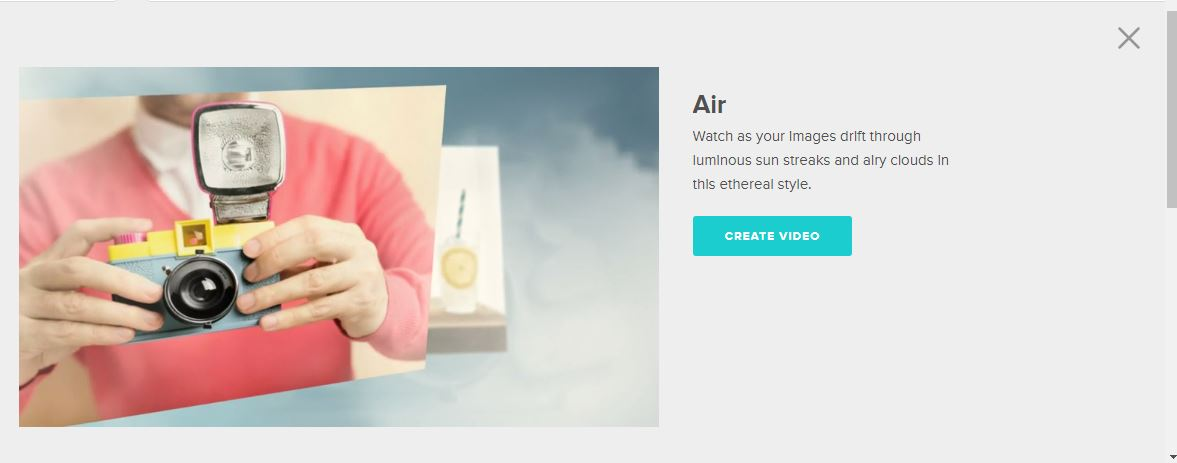 Air
Watch as your images drift through
luminous sun streaks and airy clouds in
this ethereal style.
CREATE VIDEO